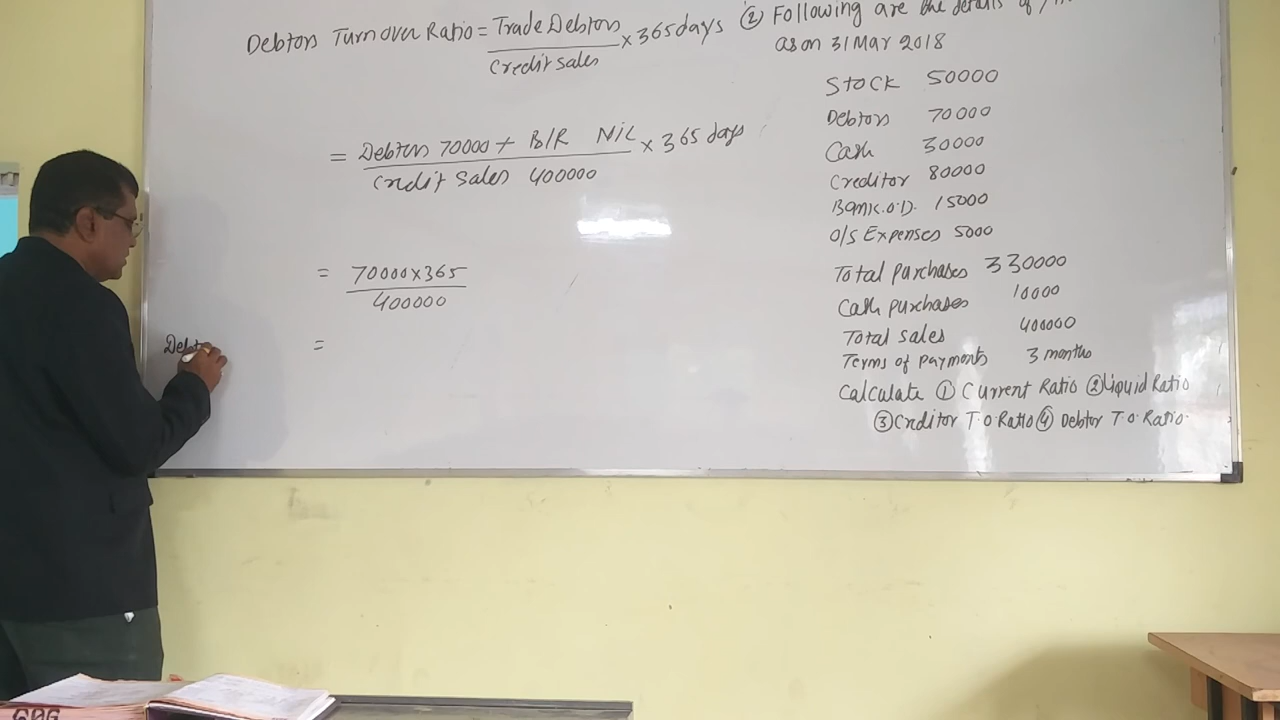 Debtors Turnover Ratio = Trade Debtors × 365 days
Credit sales
= Debtors 70000 + B/R NiL × 365 days
Credit Sales 400000
= 70000 × 365
400000
Debto
=
② Following are the details of
as on 31 Mar 2018
Stock 50000
Debtors 70000
Cash 30000
Creditor 80000
Bank O.D. 15000
O/S Expenses 5000
Total purchases 330000
Cash purchases 10000
Total sales 400000
Terms of payments 3 months
Calculate ① Current Ratio ② Liquid Ratio
③ Creditor T.O. Ratio ④ Debtor T.O. Ratio